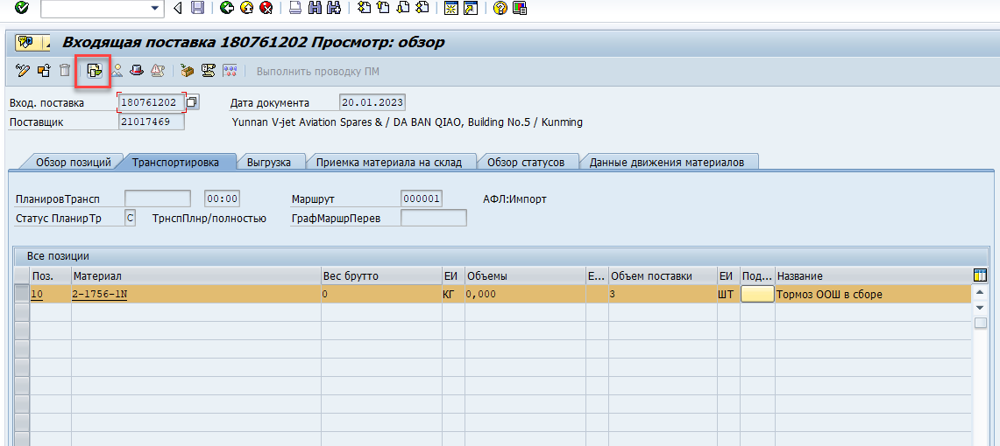 Входящая поставка 180761202 Просмотр: обзор
Выполнить проводку ПМ
Вход. поставка 180761202 Дата документа 20.01.2023
Поставщик 21017469 Yunnan V-jet Aviation Spares & / DA BAN QIAO, Building No.5 / Kunming
Обзор позиций Транспортировка Выгрузка Приемка материала на склад Обзор статусов Данные движения материалов
ПланировТрансп 00:00 Маршрут 000001 АФЛ:Импорт
Статус ПланирТр C ТрнспПлнр/полностью ГрафМаршрПерев
Все позиции
Поз. Материал Вес брутто ЕИ Объемы Е... Объем поставки ЕИ Под... Название
10 2-1756-1N 0 КГ 0,000 3 ШТ Тормоз ООШ в сборе